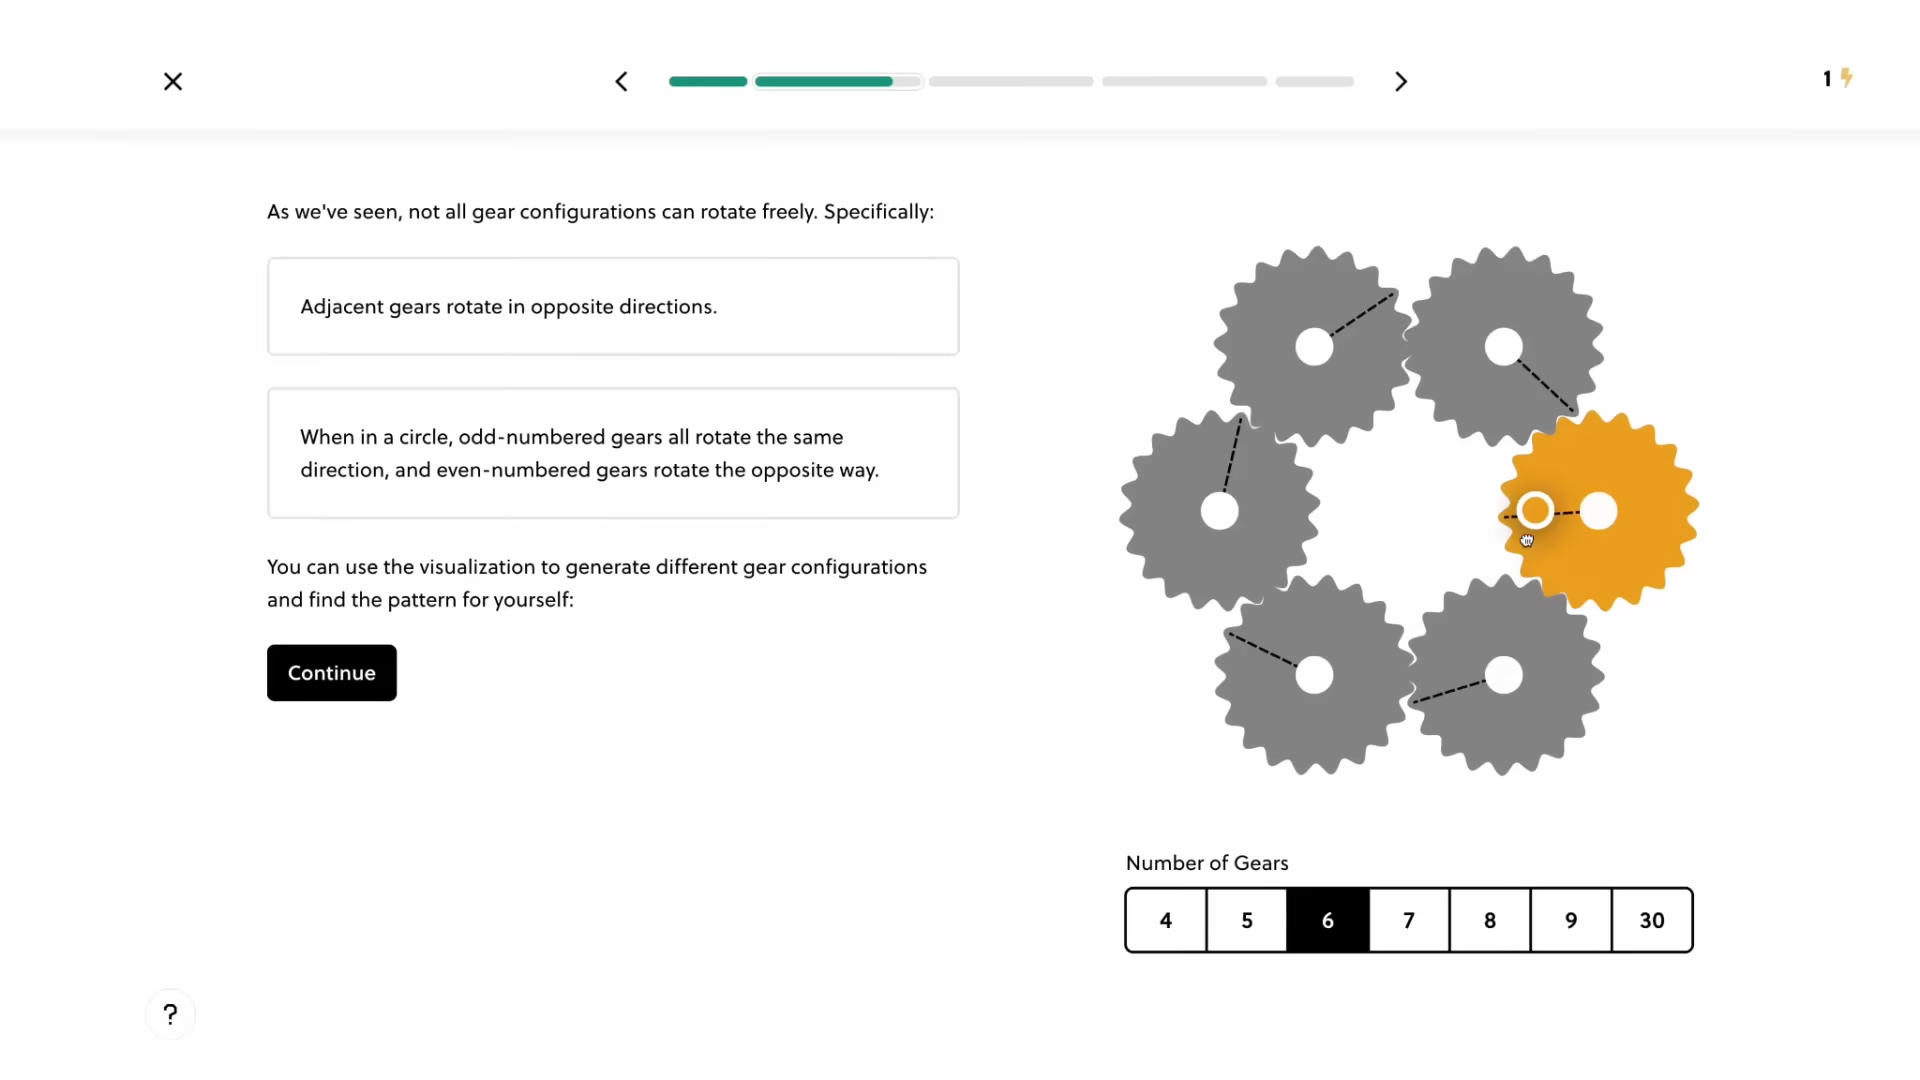 1
As we've seen, not all gear configurations can rotate freely. Specifically:
Adjacent gears rotate in opposite directions.
When in a circle, odd-numbered gears all rotate the same
direction, and even-numbered gears rotate the opposite way.
You can use the visualization to generate different gear configurations
and find the pattern for yourself:
Continue
Number of Gears
4 5 6 7 8 9 30
?